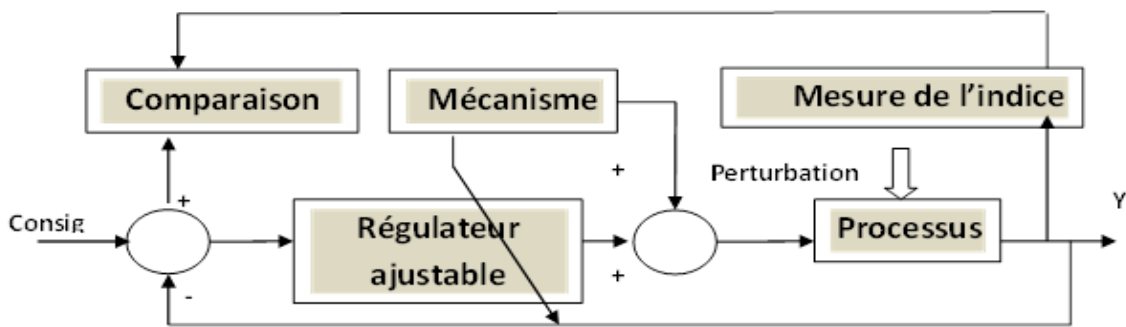 Comparaison
Mécanisme
Mesure de l'indice
+
Perturbation
+
Y
Consig
Régulateur
ajustable
Processus
+
-